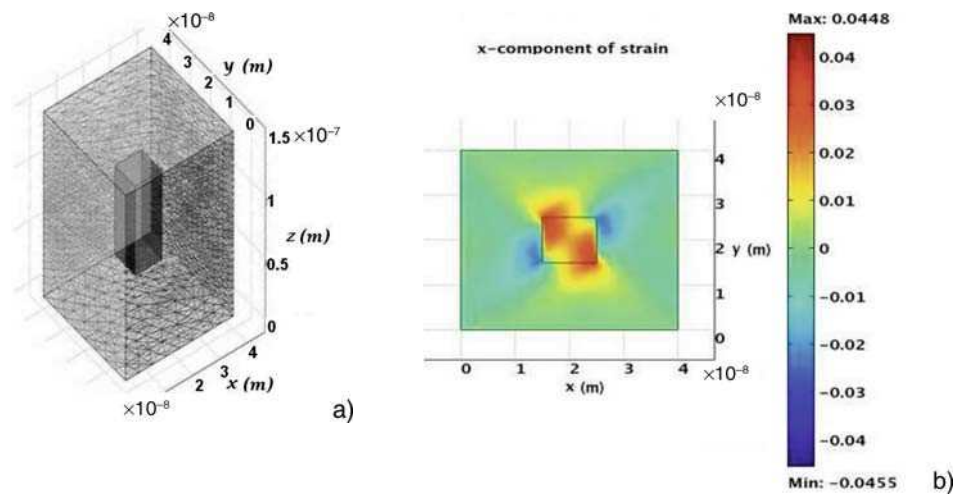 ×10⁻⁸
4
3
2
1
0
y (m)
1.5 ×10⁻⁷
1
0.5
0
z (m)
4
3
2
x (m)
×10⁻⁸
a)
x-component of strain
×10⁻⁸
4
3
2
1
0
y (m)
0 1 2 3 4 ×10⁻⁸
x (m)
Max: 0.0448
0.04
0.03
0.02
0.01
0
−0.01
−0.02
−0.03
−0.04
Min: −0.0455
b)